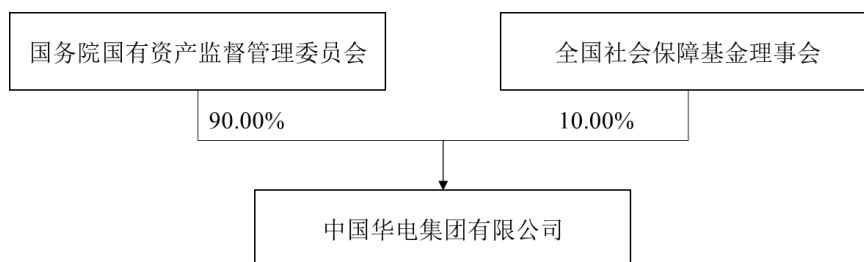 国务院国有资产监督管理委员会
全国社会保障基金理事会
90.00%
10.00%
中国华电集团有限公司